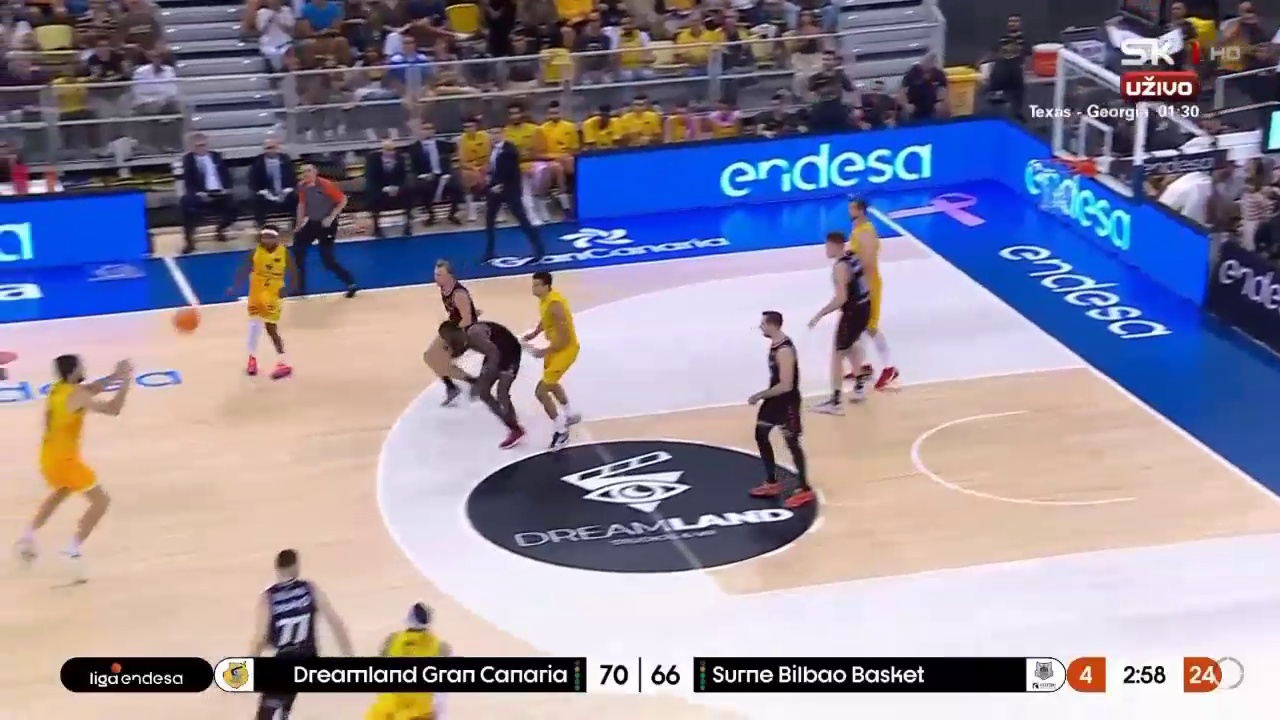 SK 1 HD
UŽIVO
Texas - Georgia 01:30
endesa
endesa
endesa
GranCanaria
endesa
DREAMLAND
77
liga endesa
Dreamland Gran Canaria 70 66 Surne Bilbao Basket 4 2:58 24